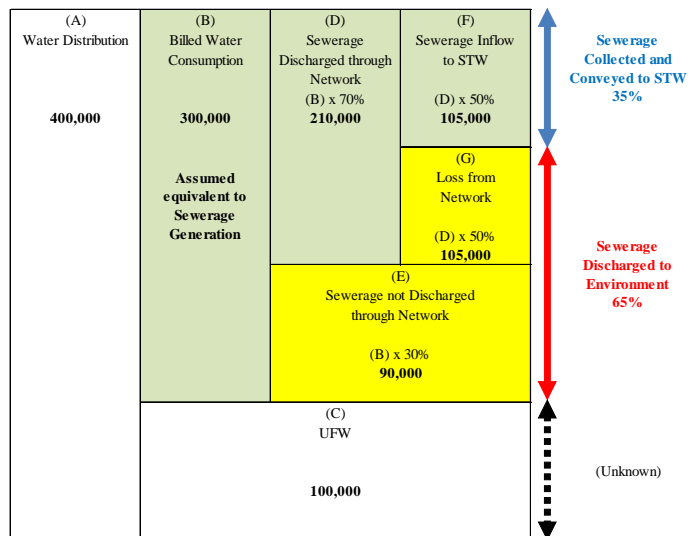 (A)
Water Distribution
400,000
(B)
Billed Water
Consumption
300,000
Assumed
equivalent to
Sewerage
Generation
(D)
Sewerage
Discharged through
Network
(B) x 70%
210,000
(F)
Sewerage Inflow
to STW
(D) x 50%
105,000
Sewerage
Collected and
Conveyed to STW
35%
(G)
Loss from
Network
(D) x 50%
105,000
(E)
Sewerage not Discharged
through Network
(B) x 30%
90,000
Sewerage
Discharged to
Environment
65%
(C)
UFW
100,000
(Unknown)